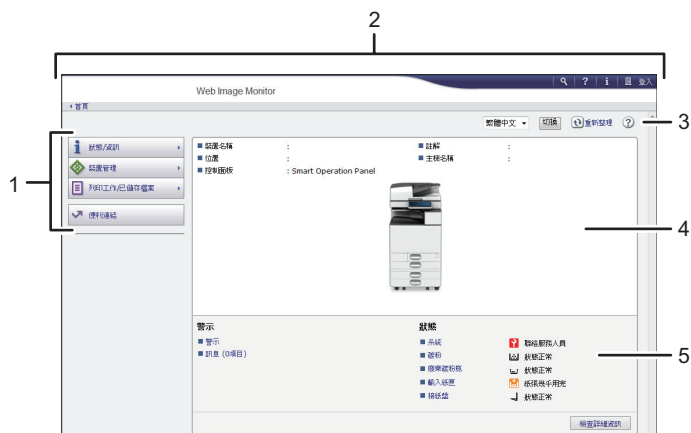 2
Web Image Monitor
? i 登入
首頁
繁體中文 切換 重新整理 ?
3
1
狀態/資訊
裝置管理
列印工作/已儲存檔案
便利連結
裝置名稱 : 註解 :
位置 : 主機名稱 :
控制面板 : Smart Operation Panel
4
警示 狀態
警示 系統 聯絡服務人員
訊息 (0項目) 碳粉 狀態正常
廢棄碳粉瓶 狀態正常
輸入紙匣 紙張幾乎用完
接紙盤 狀態正常
5
檢查詳細資訊